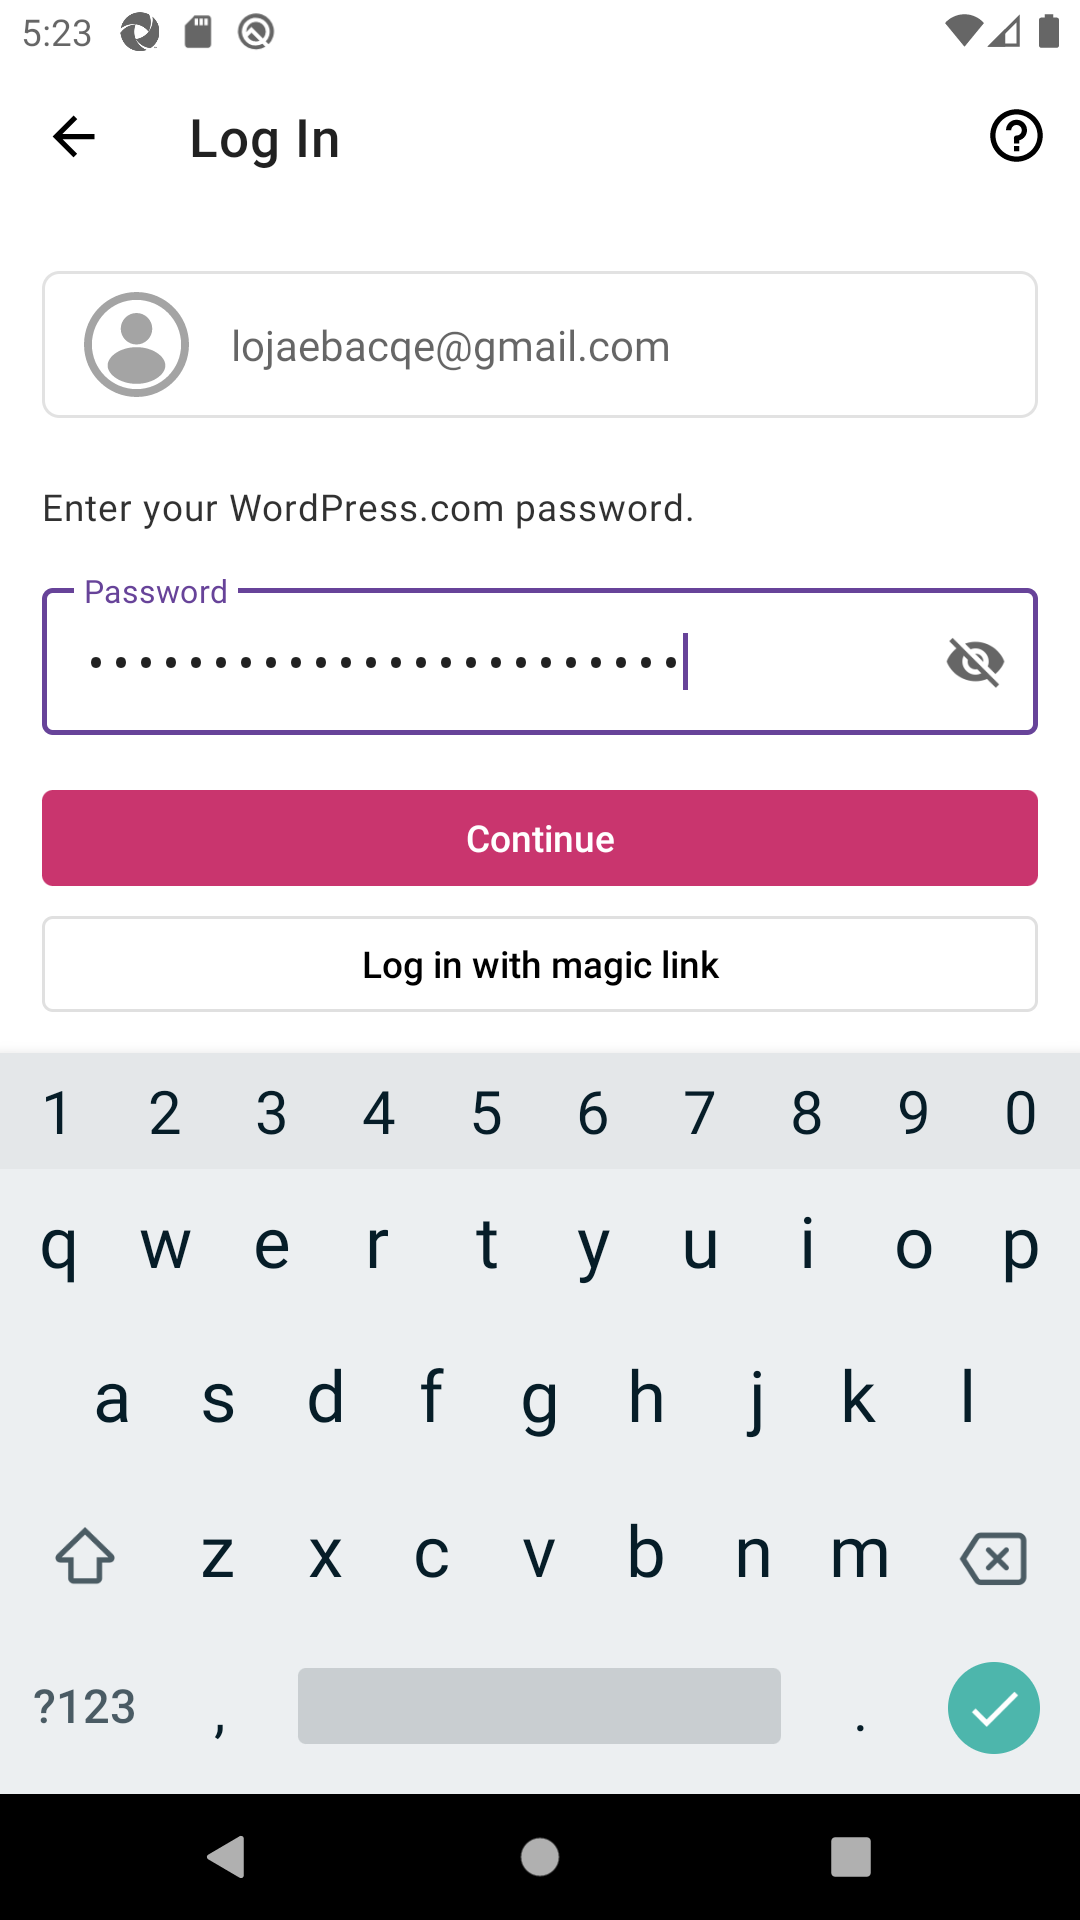 5:23
Log In
lojaebacqe@gmail.com
Enter your WordPress.com password.
Password
••••••••••••••••••••••••
Continue
Log in with magic link
1 2 3 4 5 6 7 8 9 0
q w e r t y u i o p
a s d f g h j k l
z x c v b n m
?123 , .